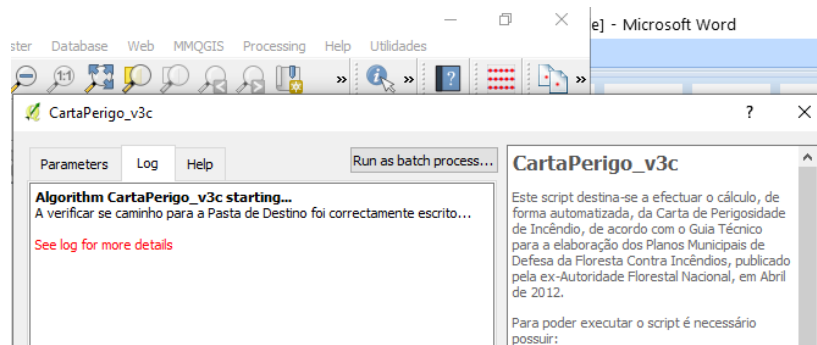 e] - Microsoft Word
ster Database Web MMQGIS Processing Help Utilidades
1:1 » » ? »
CartaPerigo_v3c ? ×
Parameters Log Help Run as batch process...
Algorithm CartaPerigo_v3c starting...
A verificar se caminho para a Pasta de Destino foi correctamente escrito...
See log for more details
CartaPerigo_v3c
Este script destina-se a efectuar o cálculo, de
forma automatizada, da Carta de Perigosidade
de Incêndio, de acordo com o Guia Técnico
para a elaboração dos Planos Municipais de
Defesa da Floresta Contra Incêndios, publicado
pela ex-Autoridade Florestal Nacional, em Abril
de 2012.
Para poder executar o script é necessário
possuir: